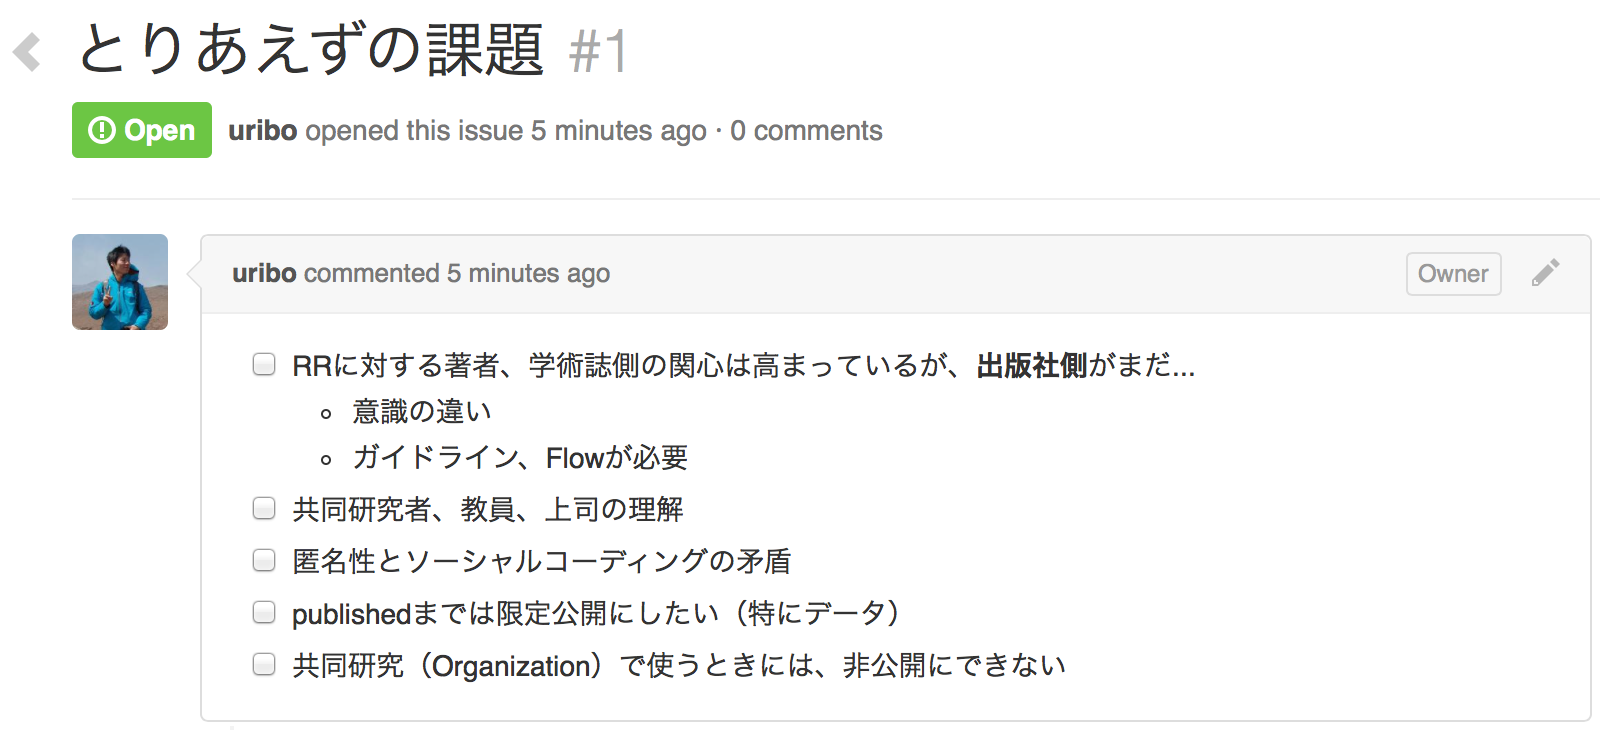 とりあえずの課題 #1
Open uribo opened this issue 5 minutes ago · 0 comments
uribo commented 5 minutes ago Owner
RRに対する著者、学術誌側の関心は高まっているが、出版社側がまだ...
意識の違い
ガイドライン、Flowが必要
共同研究者、教員、上司の理解
匿名性とソーシャルコーディングの矛盾
publishedまでは限定公開にしたい（特にデータ）
共同研究（Organization）で使うときには、非公開にできない